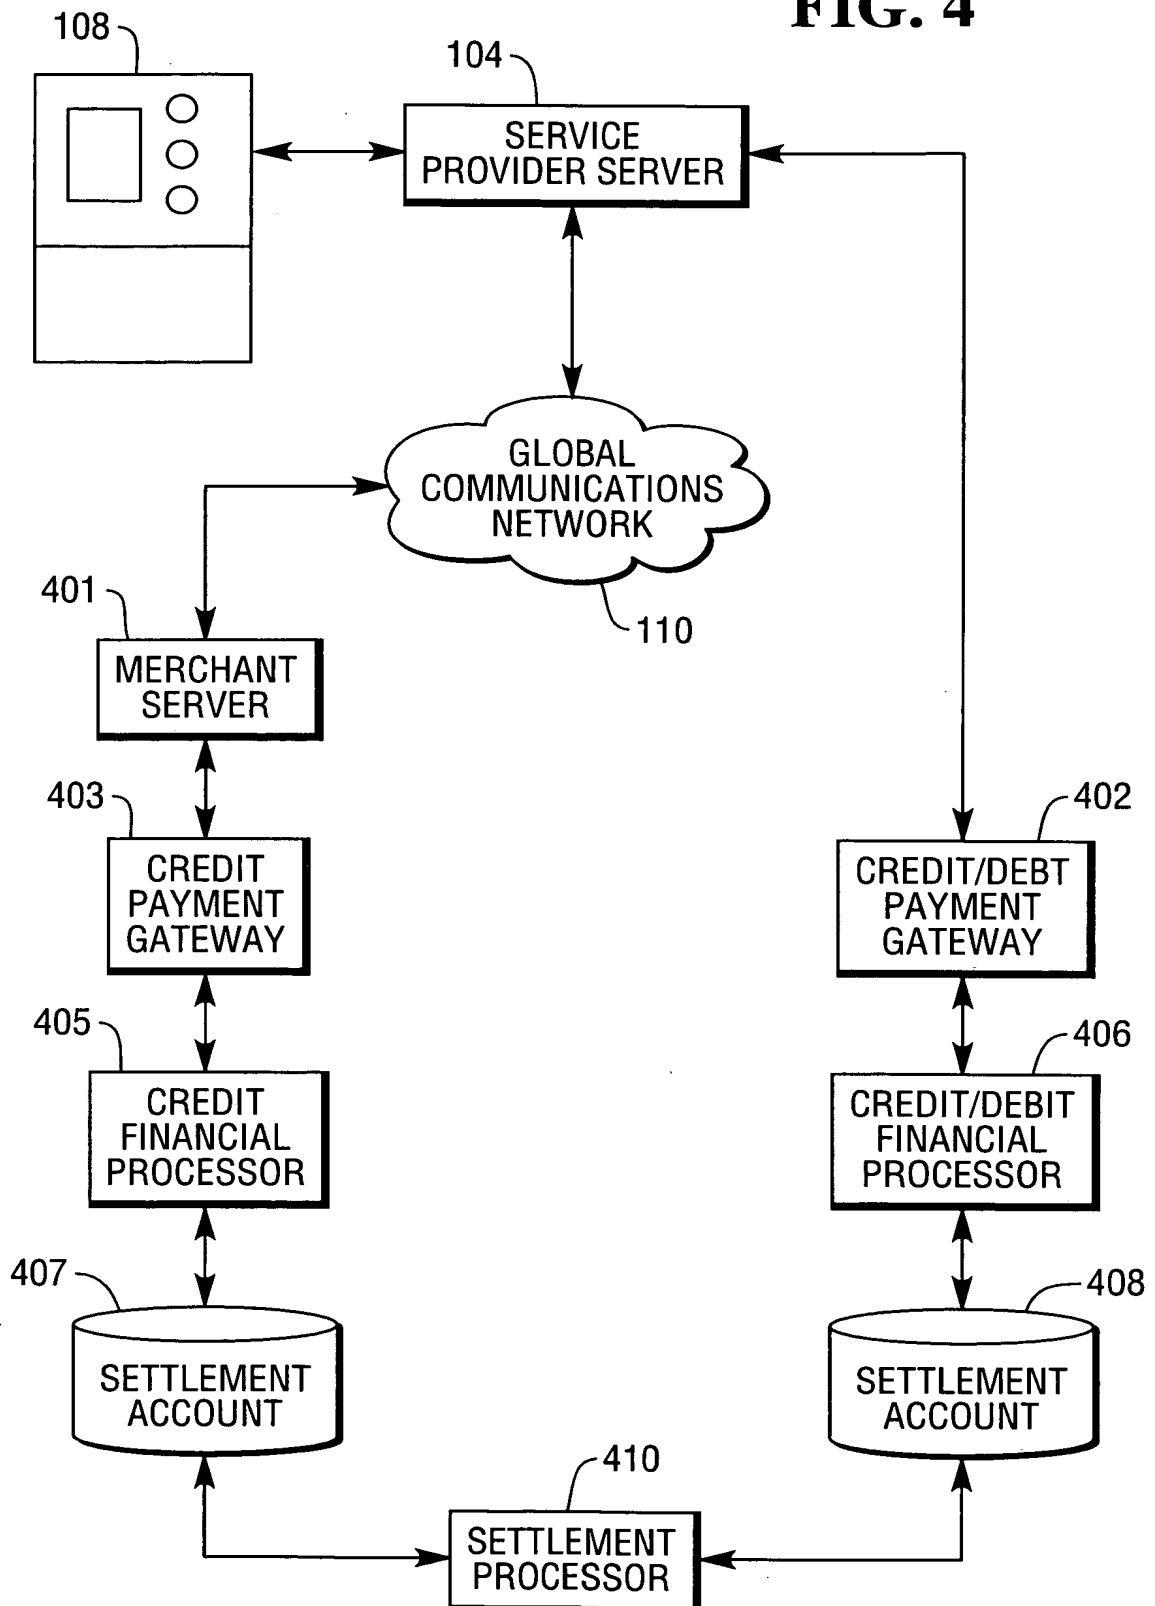 FIG. 4
108
104
SERVICE
PROVIDER SERVER
GLOBAL
COMMUNICATIONS
NETWORK
110
401
MERCHANT
SERVER
403
CREDIT
PAYMENT
GATEWAY
402
CREDIT/DEBT
PAYMENT
GATEWAY
405
CREDIT
FINANCIAL
PROCESSOR
406
CREDIT/DEBIT
FINANCIAL
PROCESSOR
407
SETTLEMENT
ACCOUNT
408
SETTLEMENT
ACCOUNT
410
SETTLEMENT
PROCESSOR